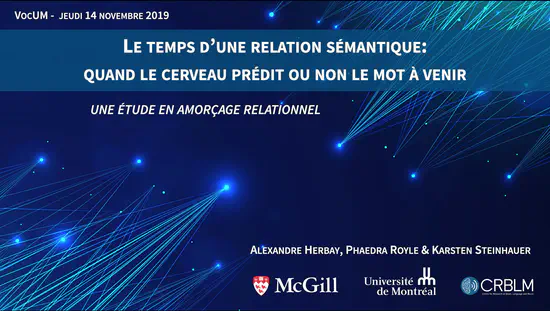 VOCUM - JEUDI 14 NOVEMBRE 2019
LE TEMPS D'UNE RELATION SÉMANTIQUE:
QUAND LE CERVEAU PRÉDIT OU NON LE MOT À VENIR
UNE ÉTUDE EN AMORÇAGE RELATIONNEL
ALEXANDRE HERBAY, PHAEDRA ROYLE & KARSTEN STEINHAUER
McGill
Université
de Montréal
CRBLM